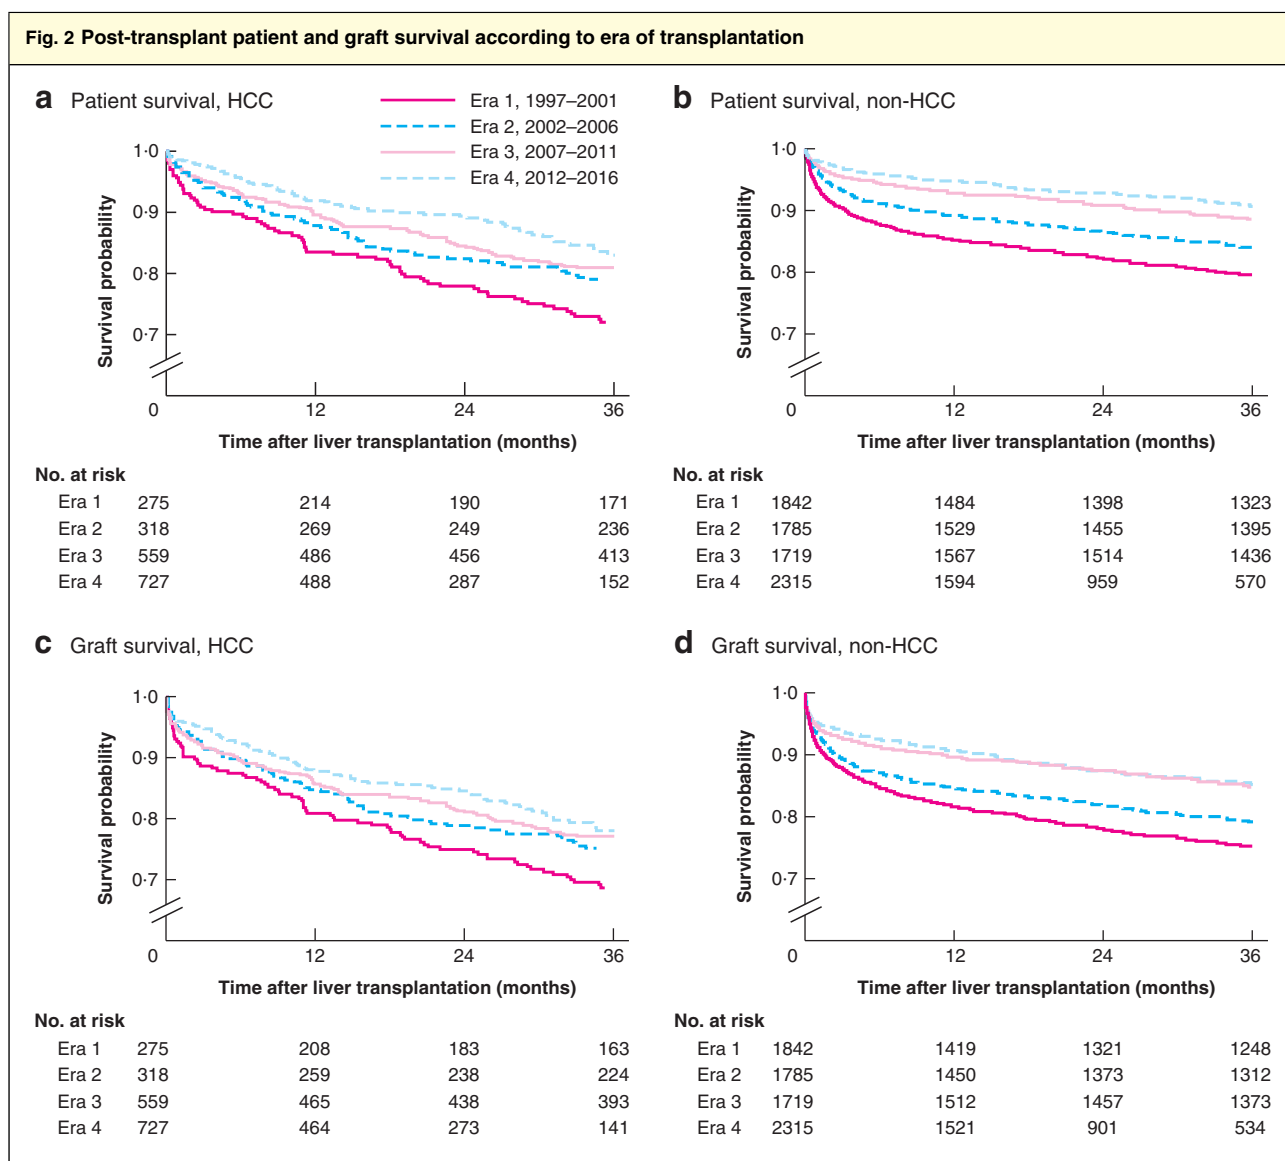 Fig. 2 Post-transplant patient and graft survival according to era of transplantation
a Patient survival, HCC
Era 1, 1997–2001
Era 2, 2002–2006
Era 3, 2007–2011
Era 4, 2012–2016
Survival probability
1·0
0·9
0·8
0·7
0 12 24 36
Time after liver transplantation (months)
No. at risk
Era 1 275 214 190 171
Era 2 318 269 249 236
Era 3 559 486 456 413
Era 4 727 488 287 152
b Patient survival, non-HCC
Survival probability
1·0
0·9
0·8
0·7
0 12 24 36
Time after liver transplantation (months)
No. at risk
Era 1 1842 1484 1398 1323
Era 2 1785 1529 1455 1395
Era 3 1719 1567 1514 1436
Era 4 2315 1594 959 570
c Graft survival, HCC
Survival probability
1·0
0·9
0·8
0·7
0 12 24 36
Time after liver transplantation (months)
No. at risk
Era 1 275 208 183 163
Era 2 318 259 238 224
Era 3 559 465 438 393
Era 4 727 464 273 141
d Graft survival, non-HCC
Survival probability
1·0
0·9
0·8
0·7
0 12 24 36
Time after liver transplantation (months)
No. at risk
Era 1 1842 1419 1321 1248
Era 2 1785 1450 1373 1312
Era 3 1719 1512 1457 1373
Era 4 2315 1521 901 534